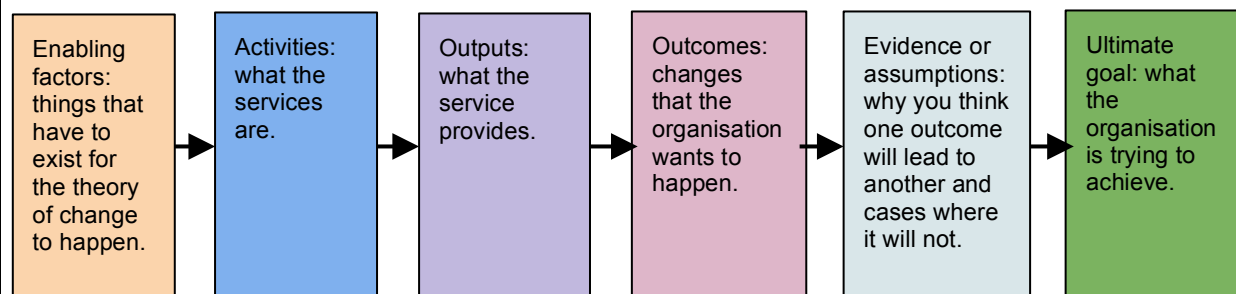 Enabling
factors:
things that
have to
exist for
the theory
of change
to happen.
Activities:
what the
services
are.
Outputs:
what the
service
provides.
Outcomes:
changes
that the
organisation
wants to
happen.
Evidence or
assumptions:
why you think
one outcome
will lead to
another and
cases where
it will not.
Ultimate
goal: what
the
organisation
is trying to
achieve.